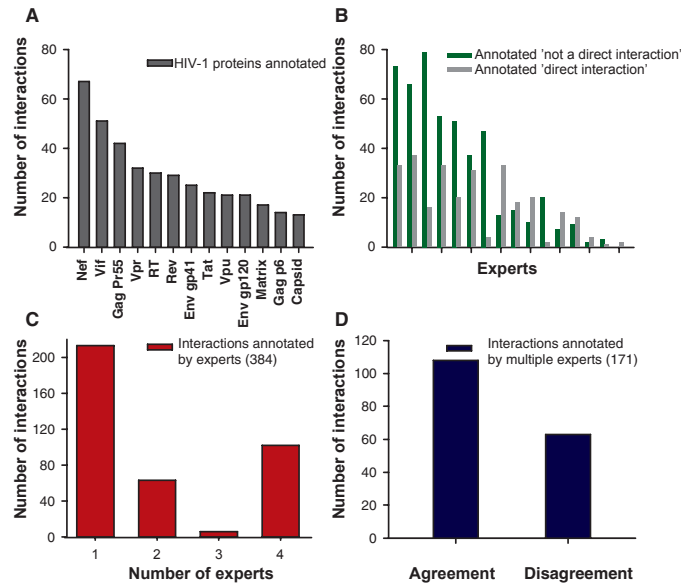 A
Number of interactions
80
60
40
20
0
HIV-1 proteins annotated
Nef
Vif
Gag Pr55
Vpr
RT
Rev
Env gp41
Tat
Vpu
Env gp120
Matrix
Gag p6
Capsid
B
Number of interactions
80
60
40
20
0
Annotated 'not a direct interaction'
Annotated 'direct interaction'
Experts
C
Number of interactions
200
160
120
80
40
0
Interactions annotated
by experts (384)
1 2 3 4
Number of experts
D
Number of interactions
120
100
80
60
40
20
0
Interactions annotated
by multiple experts (171)
Agreement Disagreement